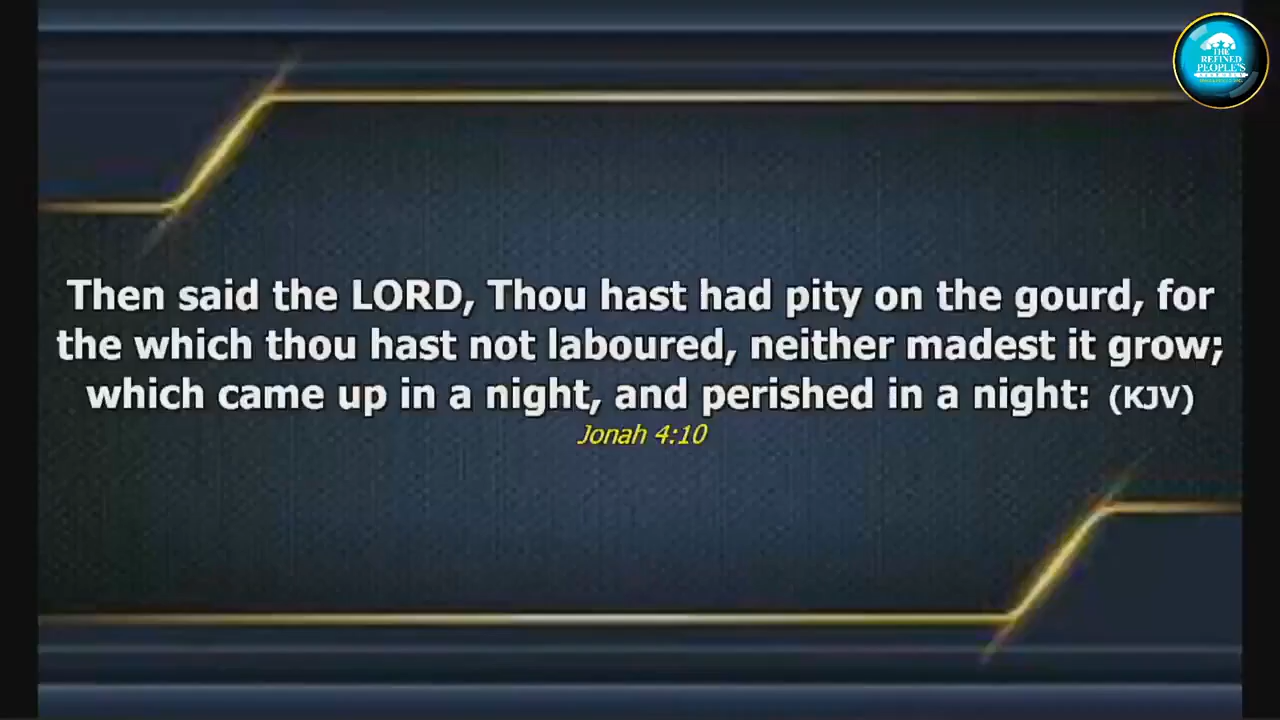 THE
REFINED
PEOPLE'S
Then said the LORD, Thou hast had pity on the gourd, for
the which thou hast not laboured, neither madest it grow;
which came up in a night, and perished in a night: (KJV)
Jonah 4:10